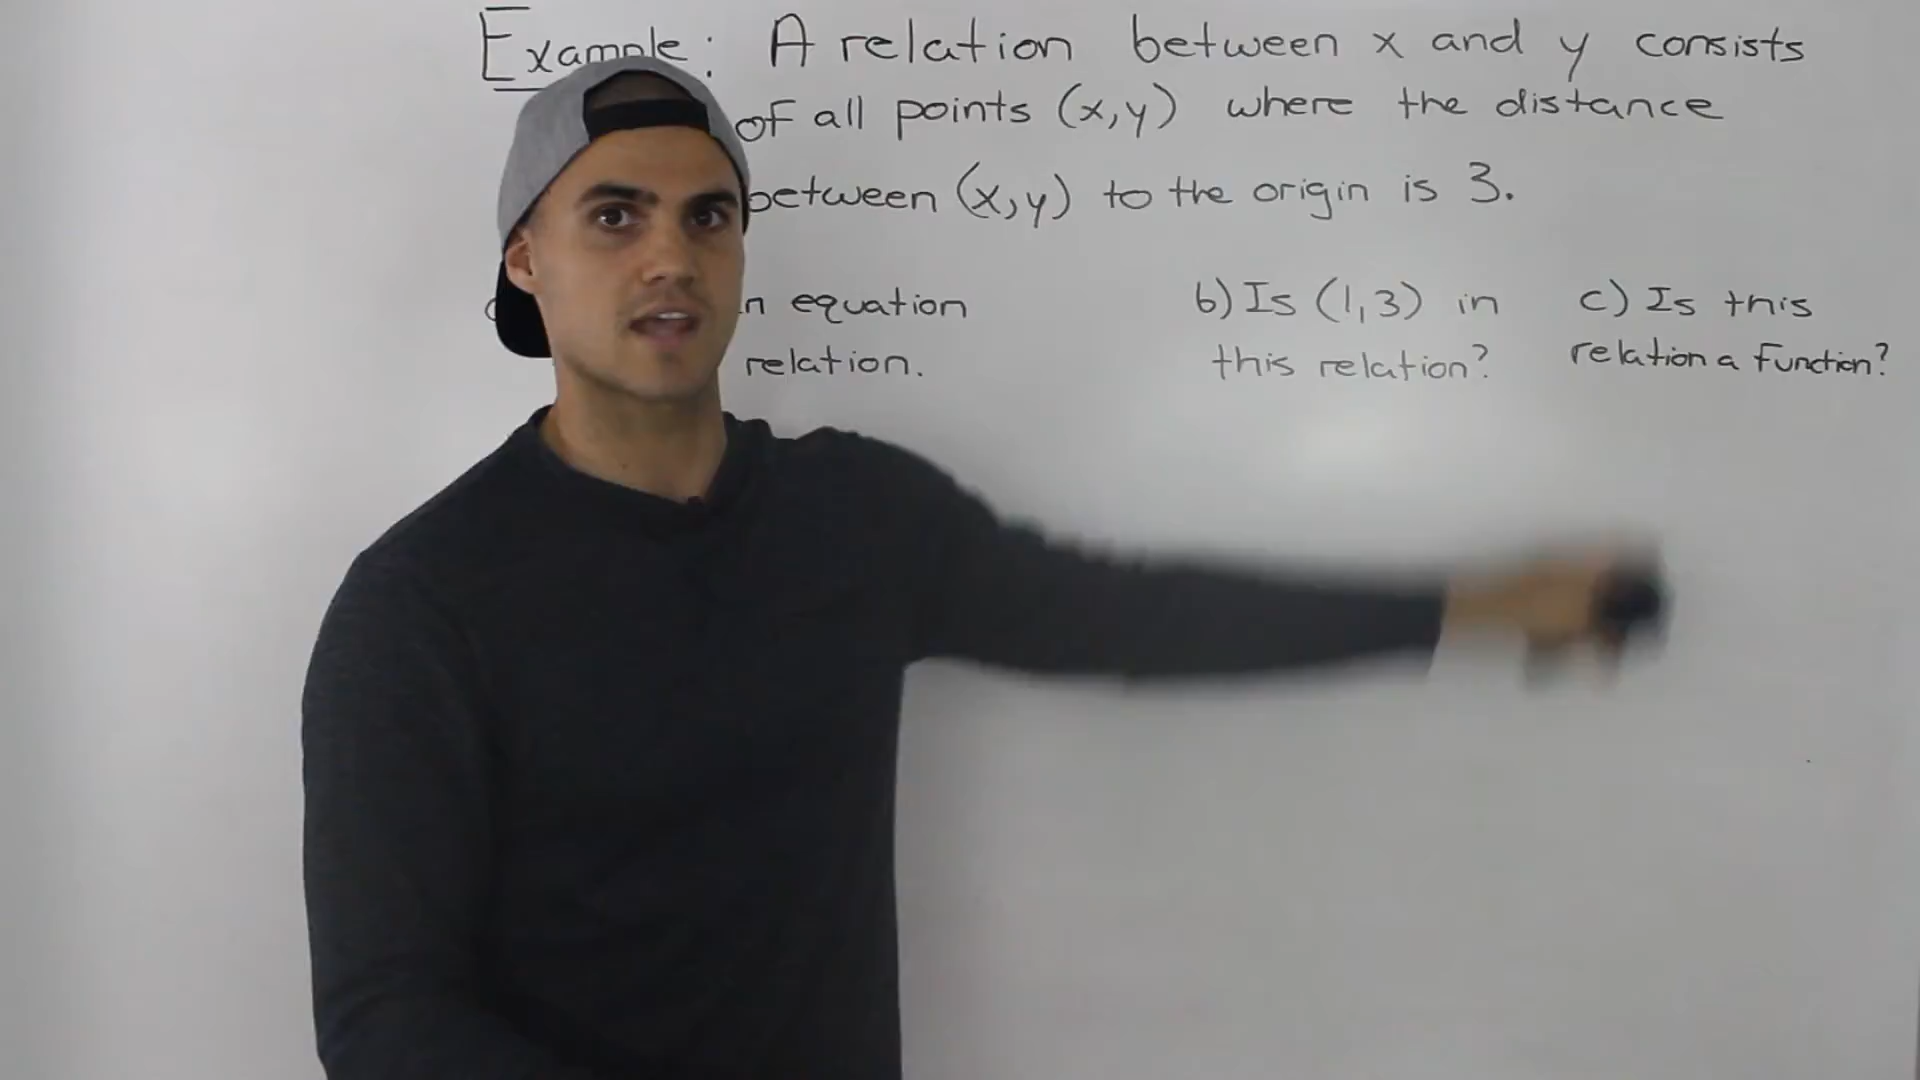 Example: A relation between x and y consists
of all points (x,y) where the distance
between (x,y) to the origin is 3.
equation
relation.
b) Is (1,3) in
this relation?
c) Is this
relation a function?